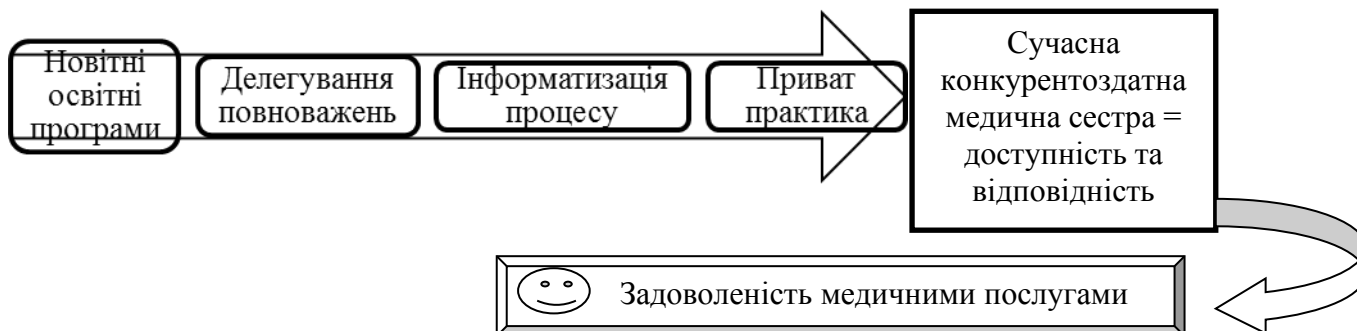 Новітні
освітні
програми
Делегування
повноважень
Інформатизація
процесу
Приват
практика
Сучасна
конкурентоздатна
медична сестра =
доступність та
відповідність
Задоволеність медичними послугами